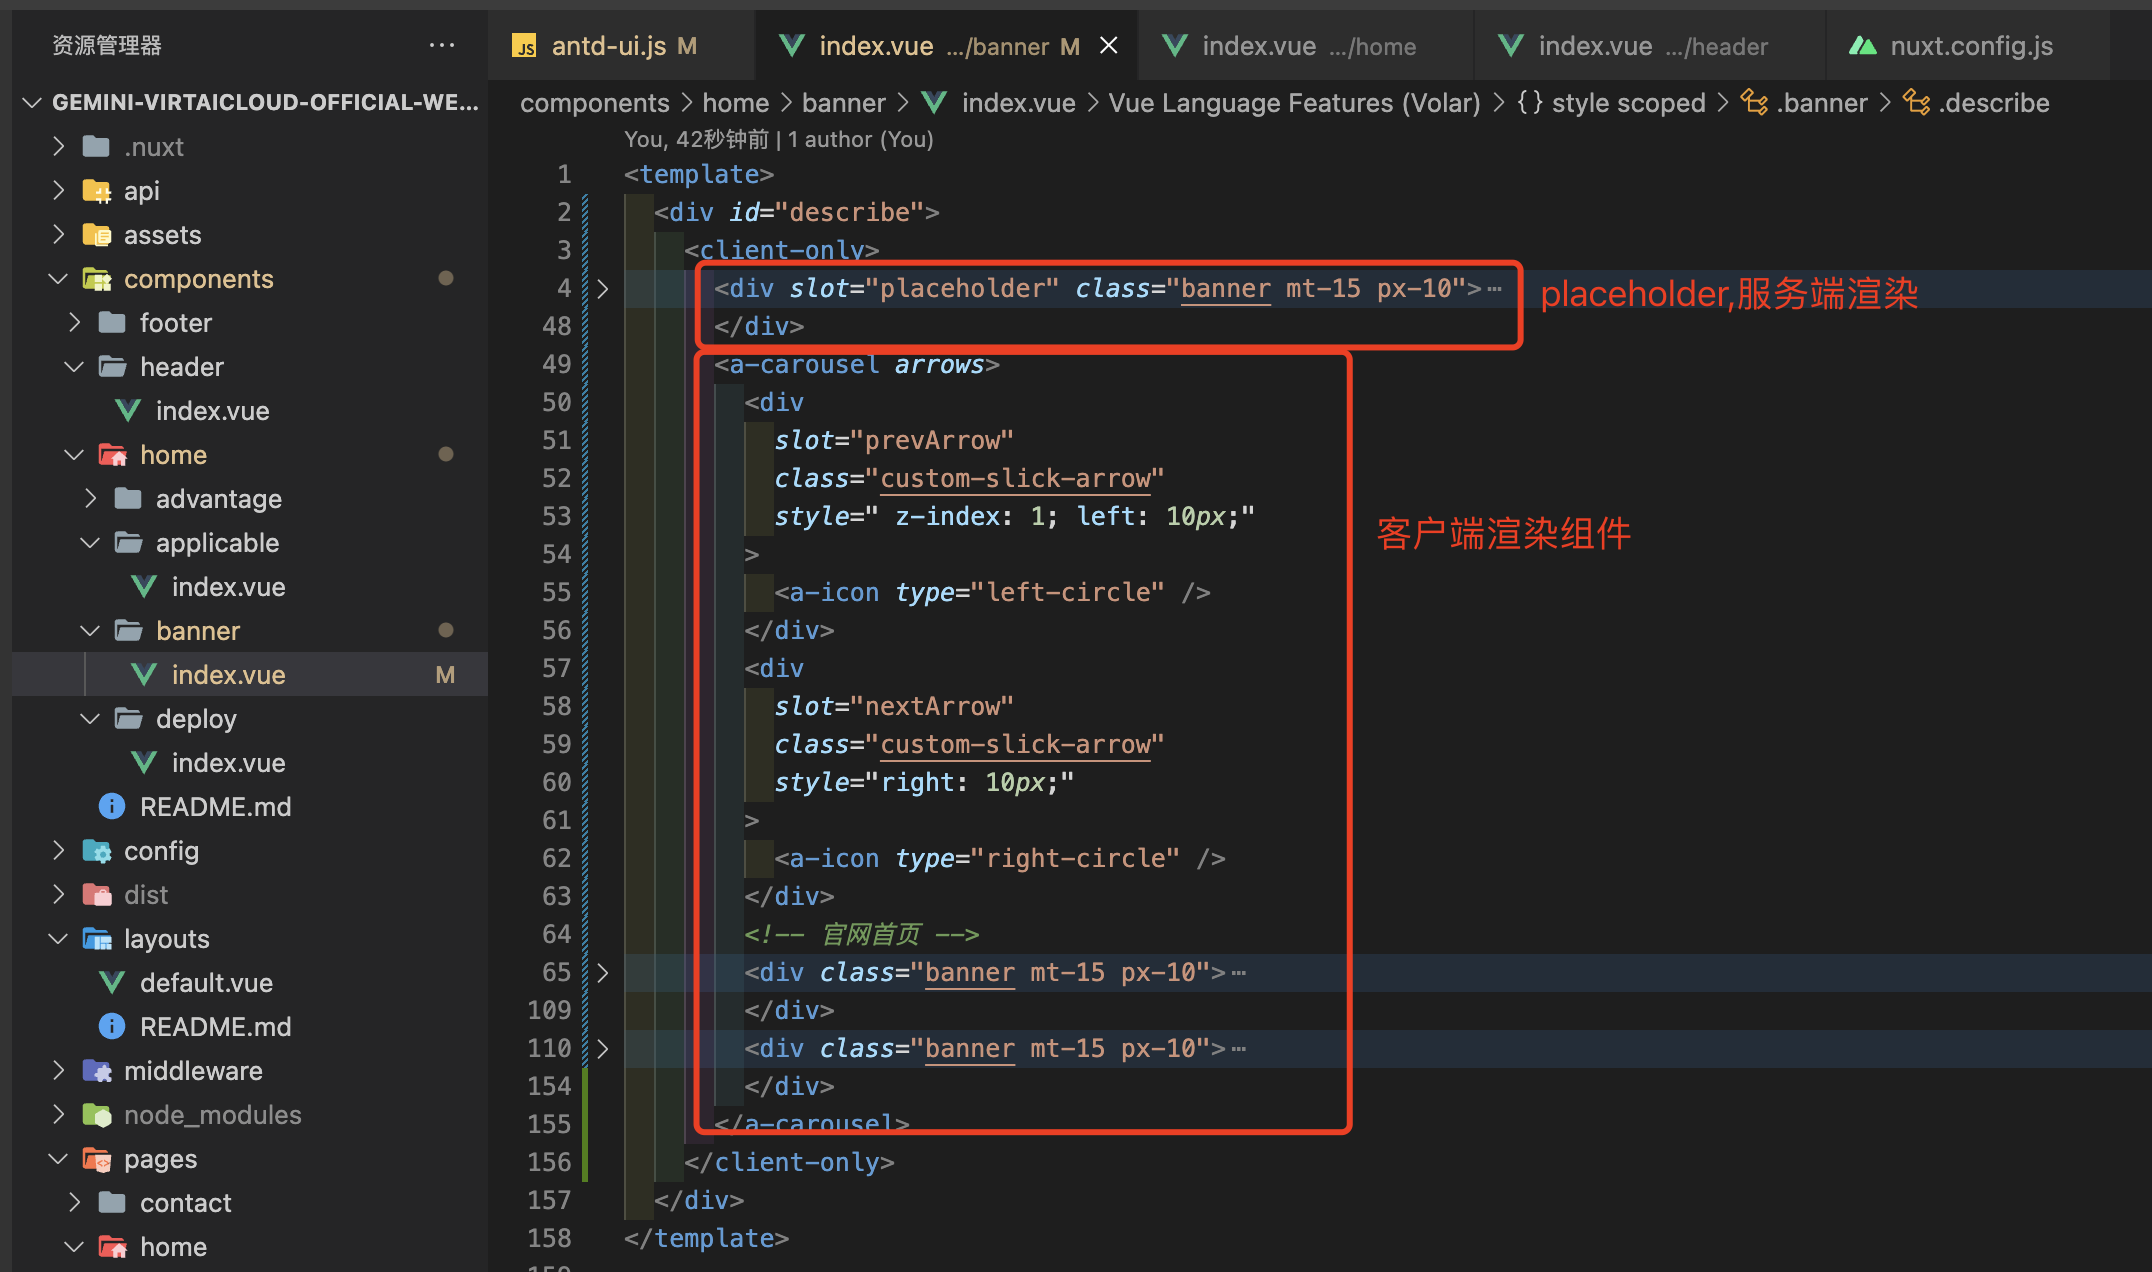 资源管理器 ···
GEMINI-VIRTAICLOUD-OFFICIAL-WE...
.nuxt
api
assets
components
footer
header
index.vue
home
advantage
applicable
index.vue
banner
index.vue M
deploy
index.vue
README.md
config
dist
layouts
default.vue
README.md
middleware
node_modules
pages
contact
home
JS antd-ui.js M
index.vue .../banner M
index.vue .../home
index.vue .../header
nuxt.config.js
components > home > banner > index.vue > Vue Language Features (Volar) > {} style scoped > .banner > .describe
You, 42秒钟前 | 1 author (You)
1 <template>
2 <div id="describe">
3 <client-only>
4 <div slot="placeholder" class="banner mt-15 px-10">···
placeholder,服务端渲染
48 </div>
49 <a-carousel arrows>
50 <div
51 slot="prevArrow"
52 class="custom-slick-arrow"
53 style=" z-index: 1; left: 10px;"
客户端渲染组件
54 >
55 <a-icon type="left-circle" />
56 </div>
57 <div
58 slot="nextArrow"
59 class="custom-slick-arrow"
60 style="right: 10px;"
61 >
62 <a-icon type="right-circle" />
63 </div>
64 <!-- 官网首页 -->
65 <div class="banner mt-15 px-10">···
109 </div>
110 <div class="banner mt-15 px-10">···
154 </div>
155 </a-carousel>
156 </client-only>
157 </div>
158 </template>